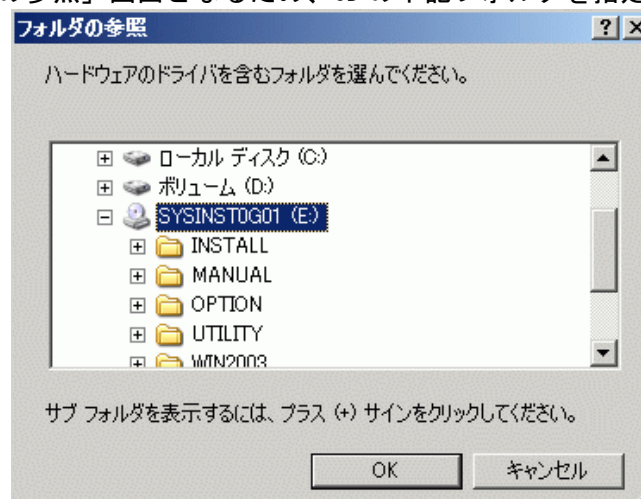 フォルダの参照
ハードウェアのドライバを含むフォルダを選んでください。
ローカル ディスク (C:)
ボリューム (D:)
SYSINST0G01 (E:)
INSTALL
MANUAL
OPTION
UTILITY
WIN2003
サブ フォルダを表示するには、プラス (+) サインをクリックしてください。
OK
キャンセル